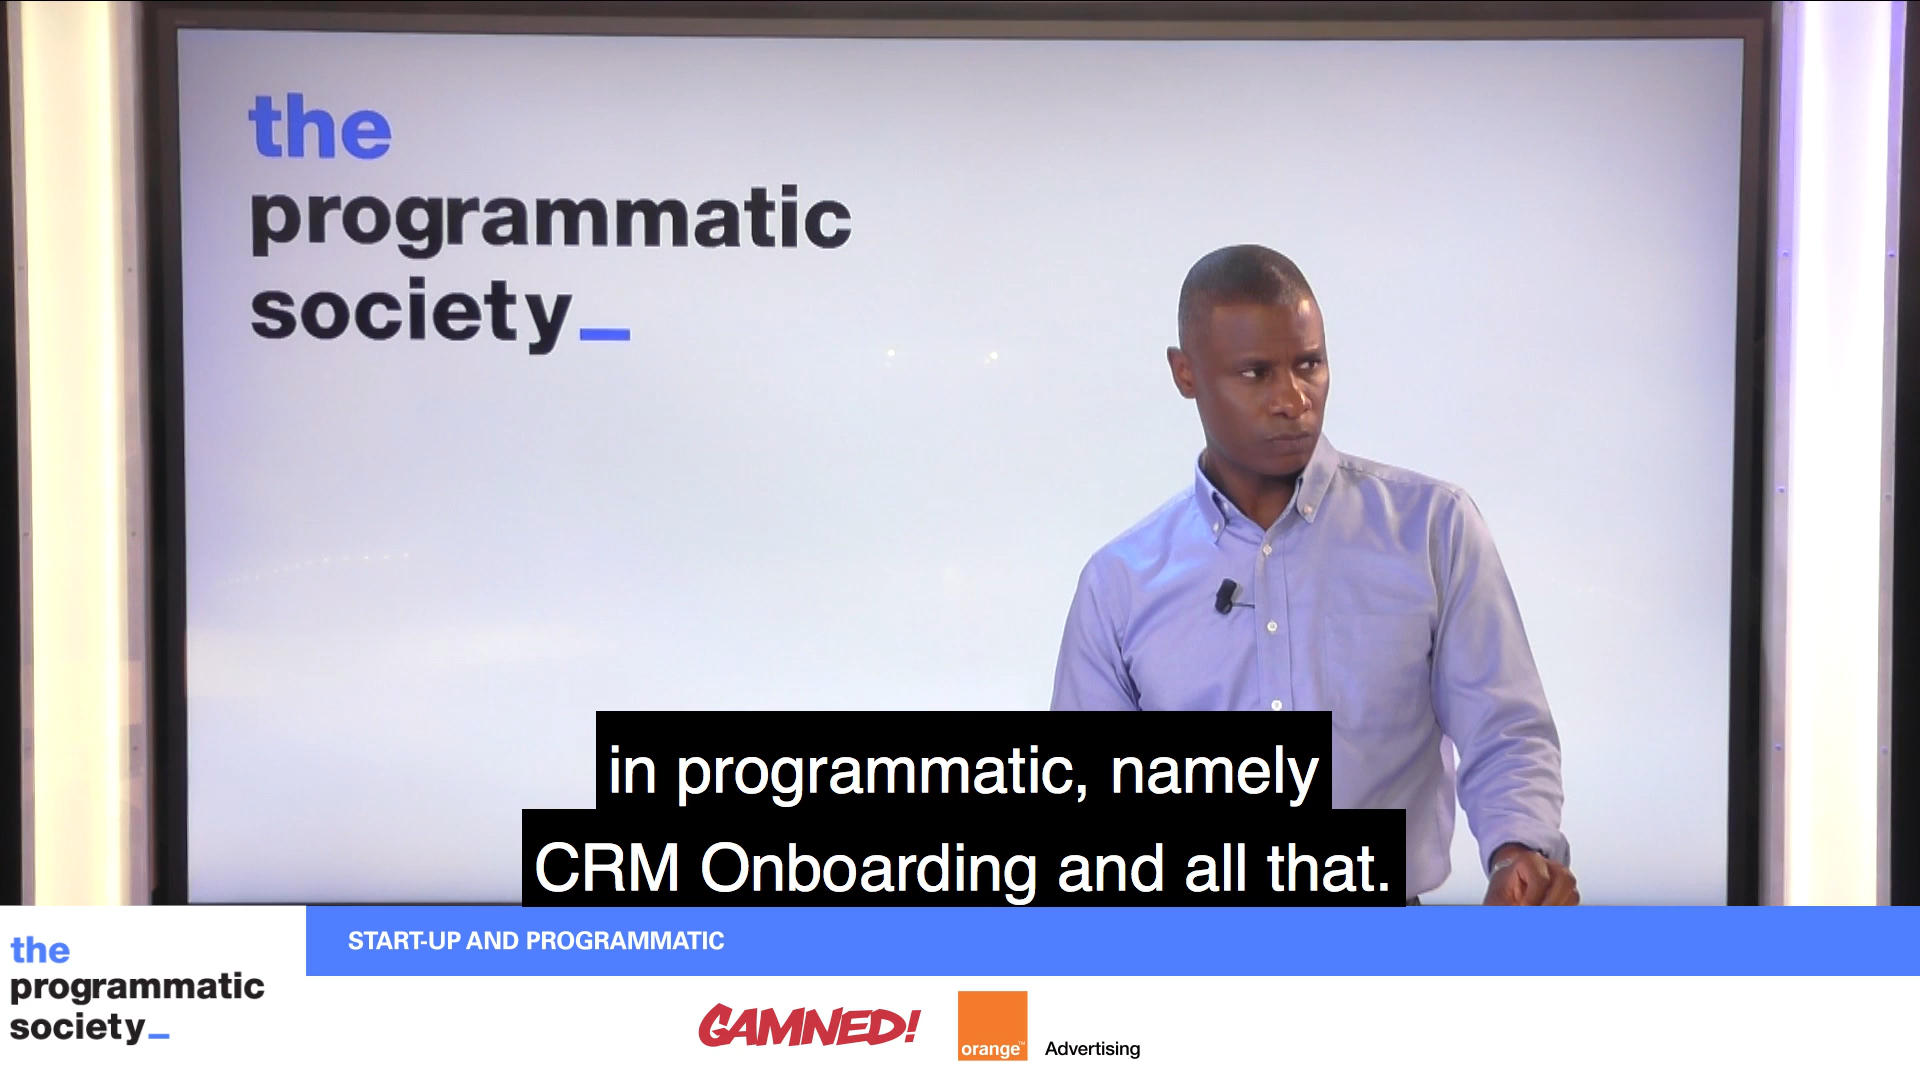 the
programmatic
society_
in programmatic, namely
CRM Onboarding and all that.
START-UP AND PROGRAMMATIC
the
programmatic
society_
GAMNED!
orange™
Advertising